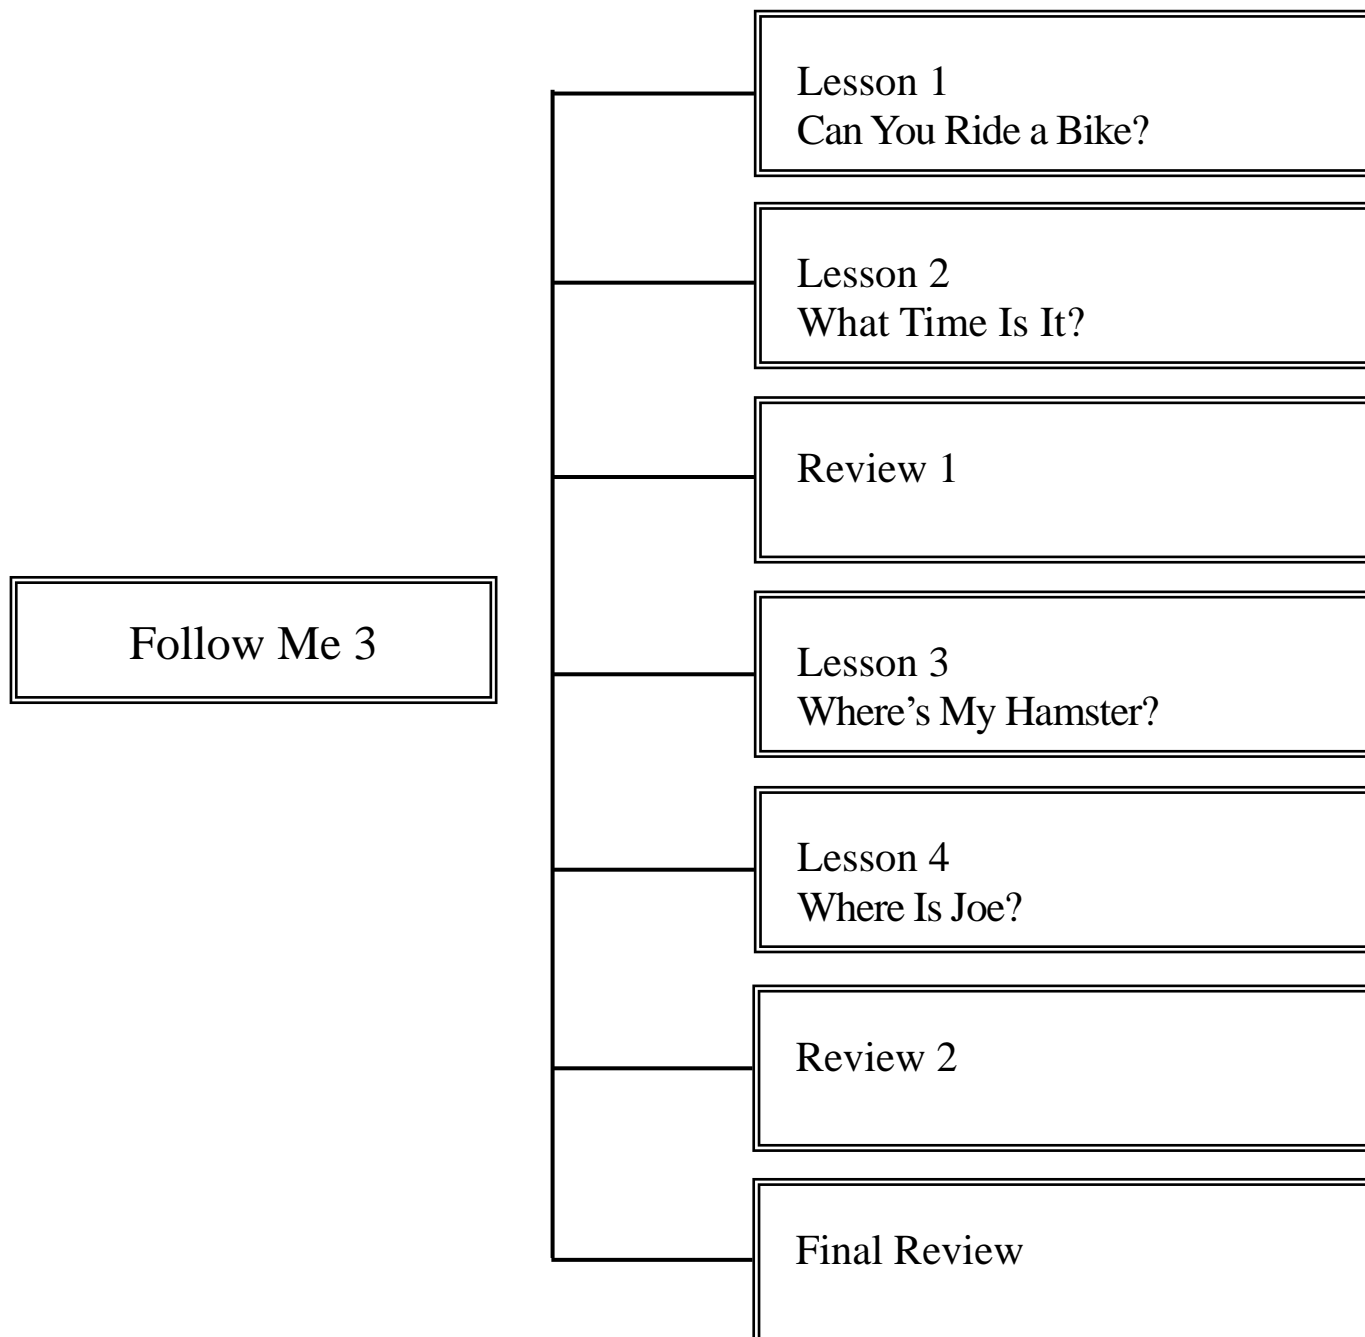 Follow Me 3
Lesson 1
Can You Ride a Bike?
Lesson 2
What Time Is It?
Review 1
Lesson 3
Where’s My Hamster?
Lesson 4
Where Is Joe?
Review 2
Final Review